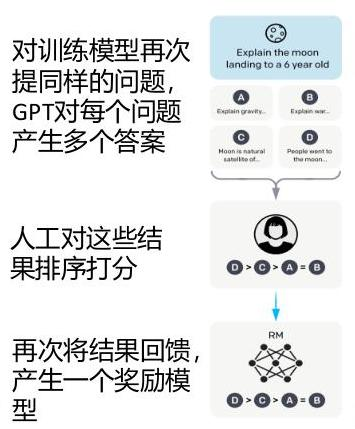 对训练模型再次
提同样的问题，
GPT对每个问题
产生多个答案
Explain the moon
landing to a 6 year old
A
B
Explain gravity...
Explain war...
C
D
Moon is natural
satellite of...
People went to
the moon...
人工对这些结
果排序打分
D > C > A = B
再次将结果回馈，
产生一个奖励模
型
RM
D > C > A = B